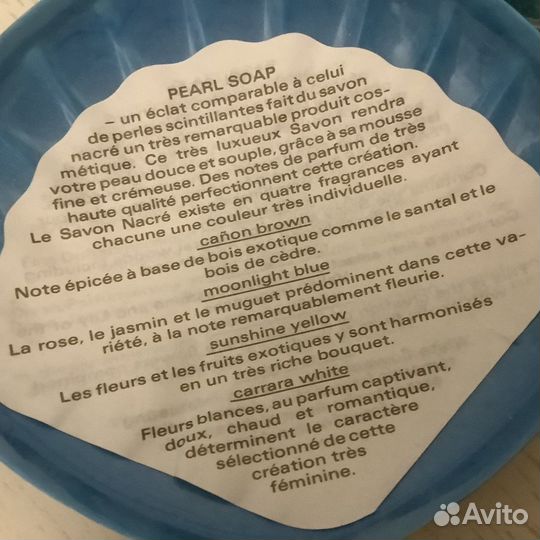 PEARL SOAP
– un éclat comparable à celui
de perles scintillantes fait du savon
nacré un très remarquable produit cos-
métique. Ce très luxueux Savon rendra
votre peau douce et souple, grâce à sa mousse
fine et crémeuse. Des notes de parfum de très
haute qualité perfectionnent cette création.
Le Savon Nacré existe en quatre fragrances ayant
chacune une couleur très individuelle.
cañon brown
Note épicée à base de bois exotique comme le santal et le
bois de cèdre.
moonlight blue
La rose, le jasmin et le muguet prédominent dans cette va-
riété, à la note remarquablement fleurie.
sunshine yellow
Les fleurs et les fruits exotiques y sont harmonisés
en un très riche bouquet.
carrara white
Fleurs blanches, au parfum captivant,
doux, chaud et romantique,
déterminent le caractère
sélectionné de cette
création très
féminine.
Avito